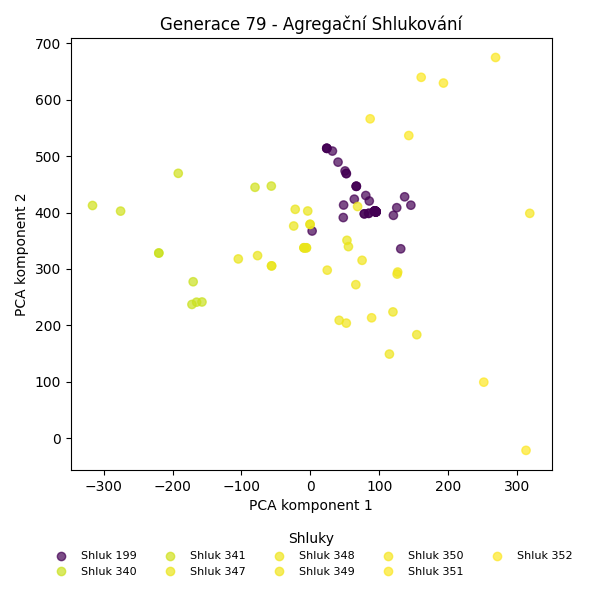 Generace 79 - Agregační Shlukování
PCA komponent 2
700
600
500
400
300
200
100
0
−300 −200 −100 0 100 200 300
PCA komponent 1
Shluky
Shluk 199 Shluk 341 Shluk 348 Shluk 350 Shluk 352
Shluk 340 Shluk 347 Shluk 349 Shluk 351